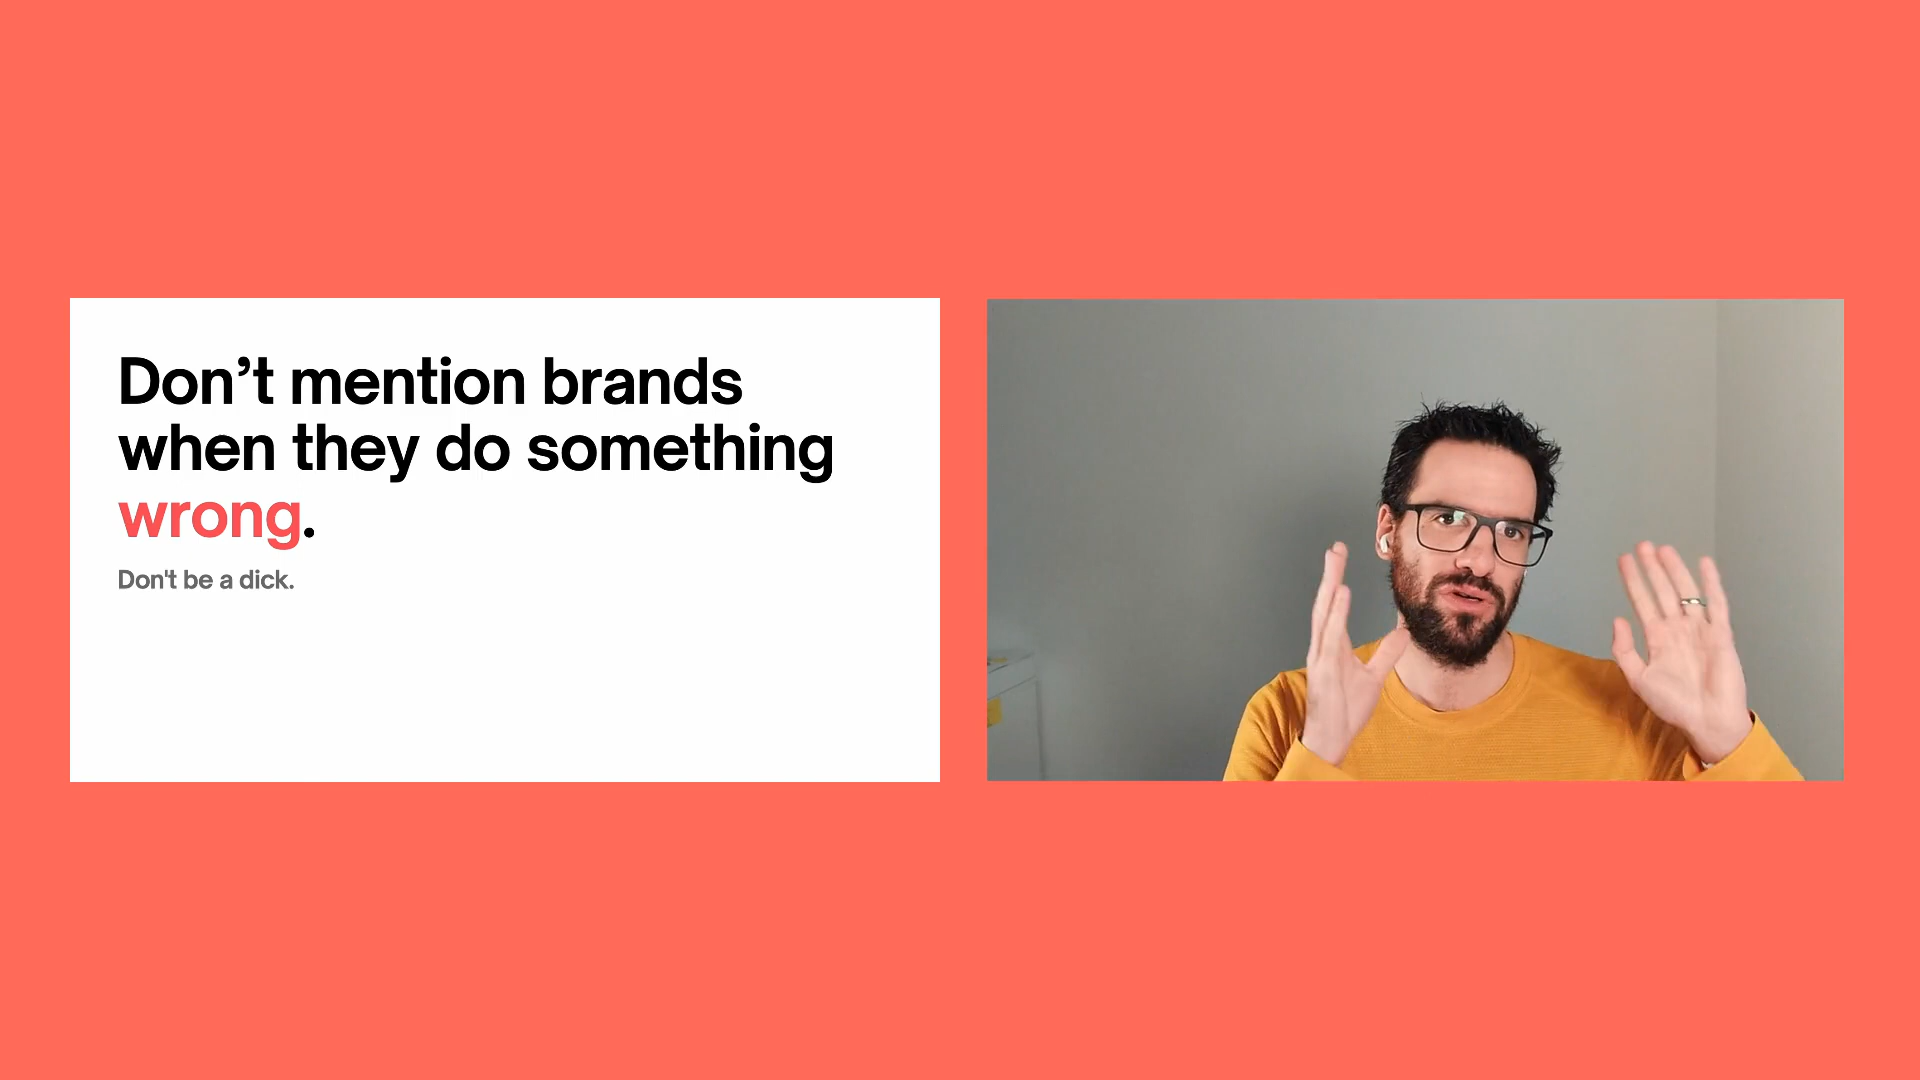 Don’t mention brands
when they do something
wrong.
Don't be a dick.